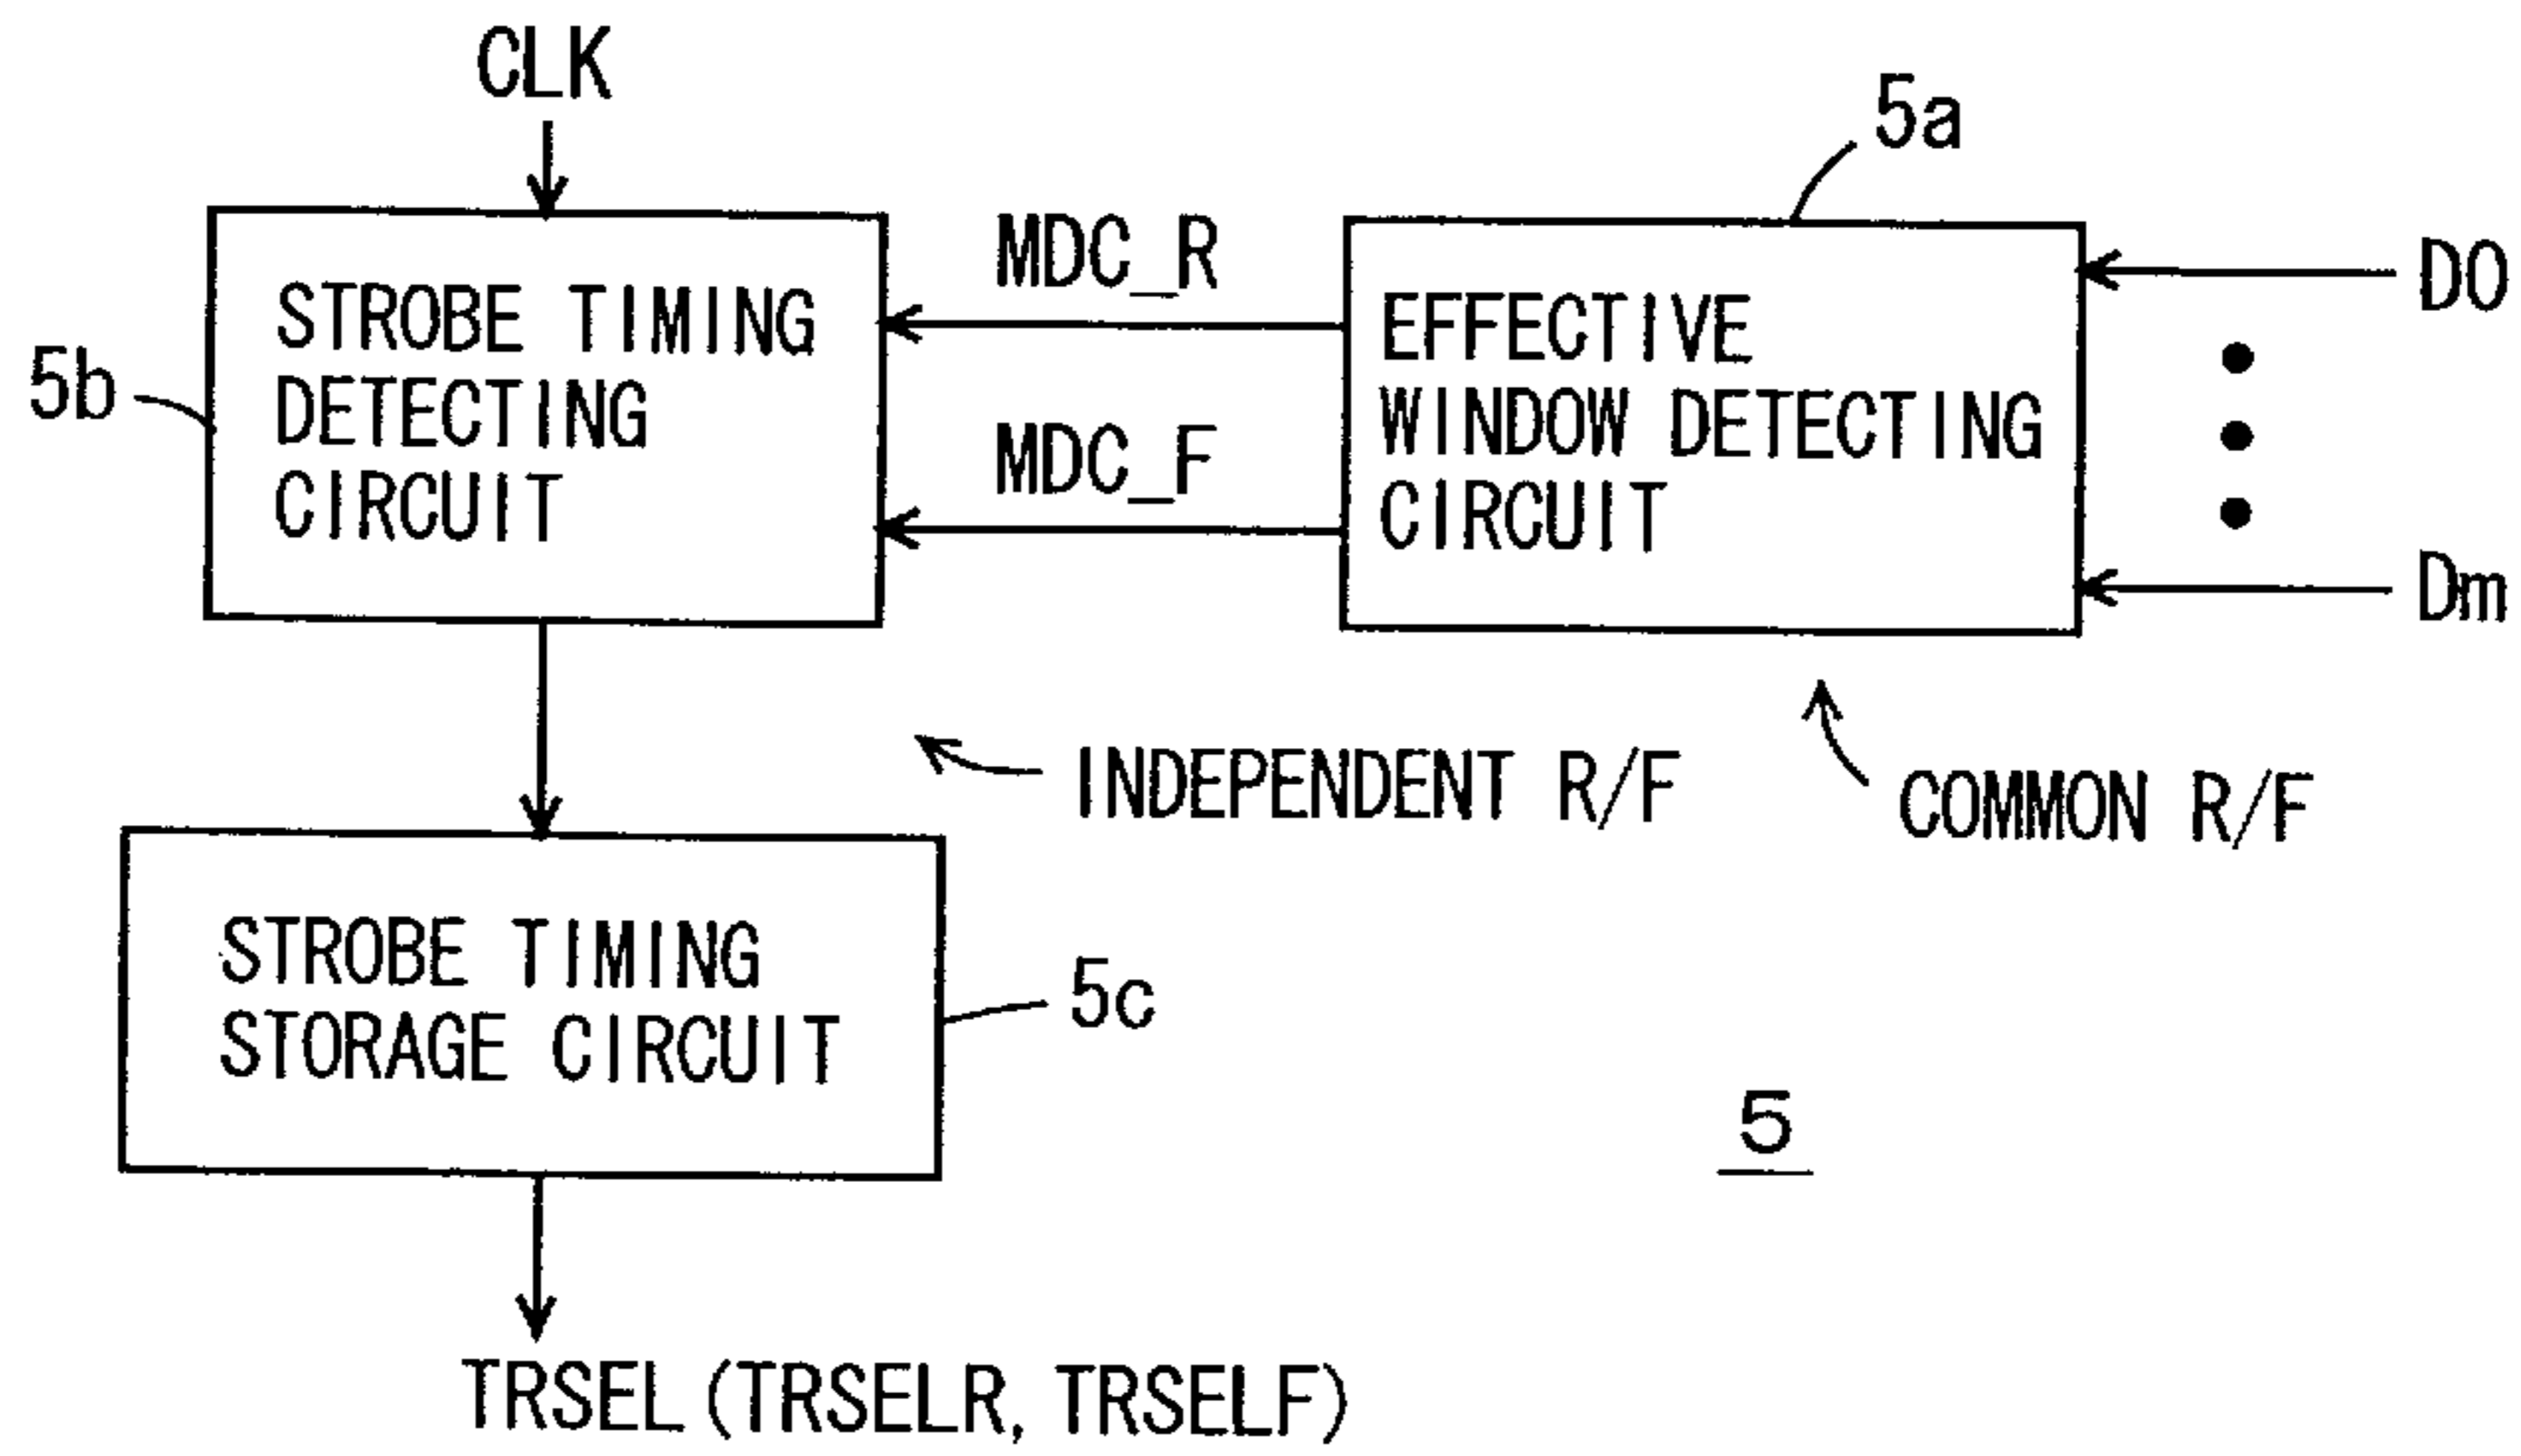 CLK
5a
MDC_R
D0
STROBE TIMING
DETECTING
CIRCUIT
EFFECTIVE
WINDOW DETECTING
CIRCUIT
5b
MDC_F
Dm
INDEPENDENT R/F
COMMON R/F
STROBE TIMING
STORAGE CIRCUIT
5c
5
TRSEL(TRSELR, TRSELF)